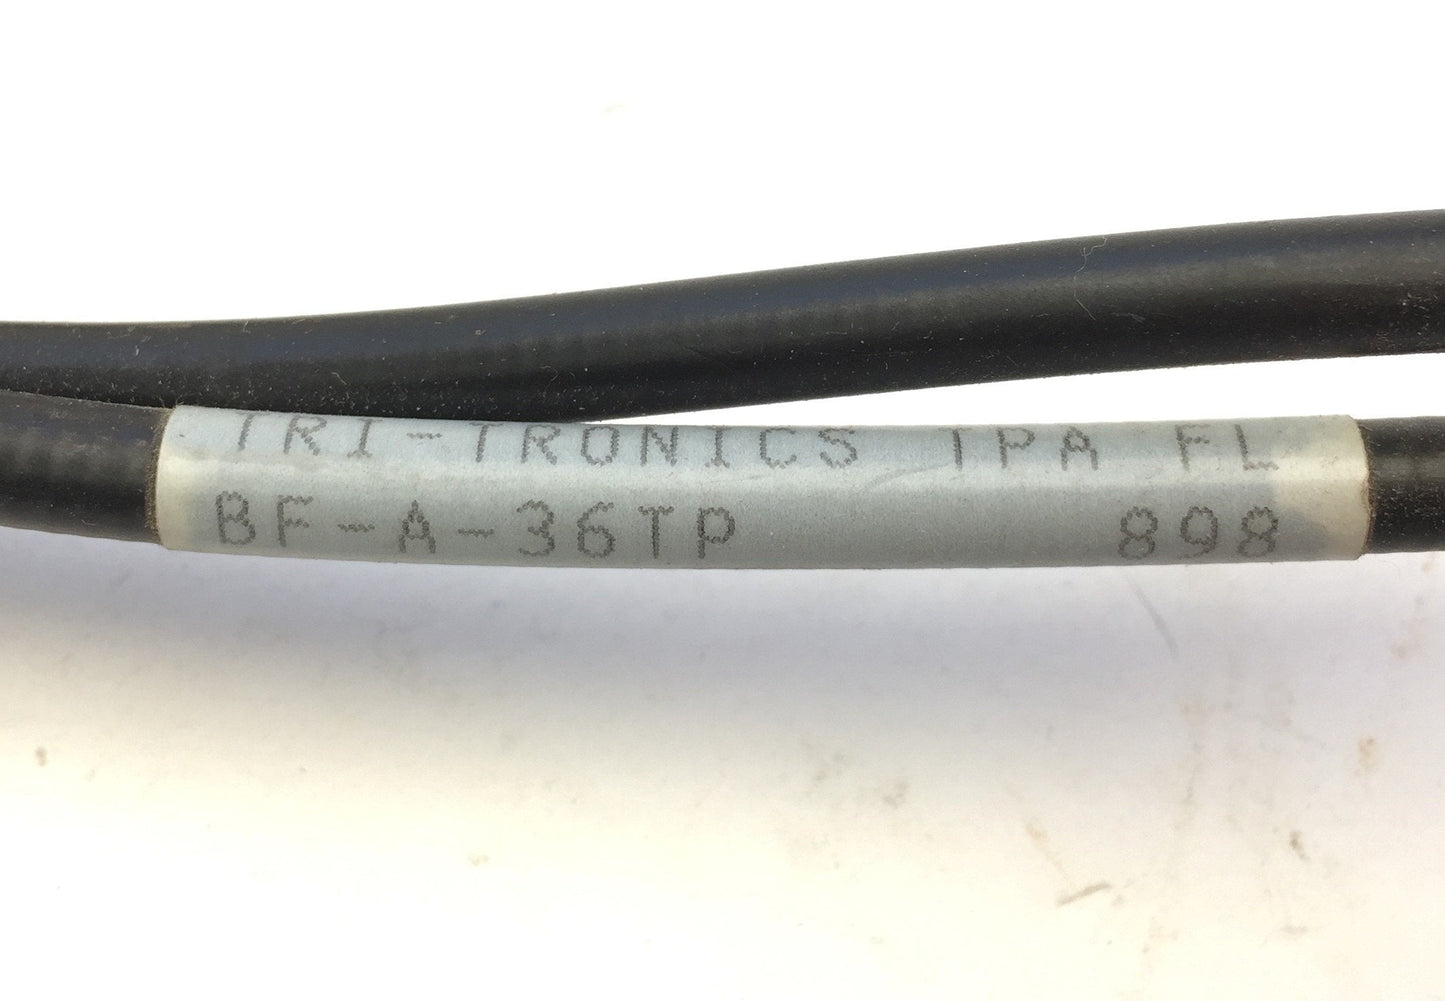 TRI-TRONICS TPA FL
BF-A-36TP 898